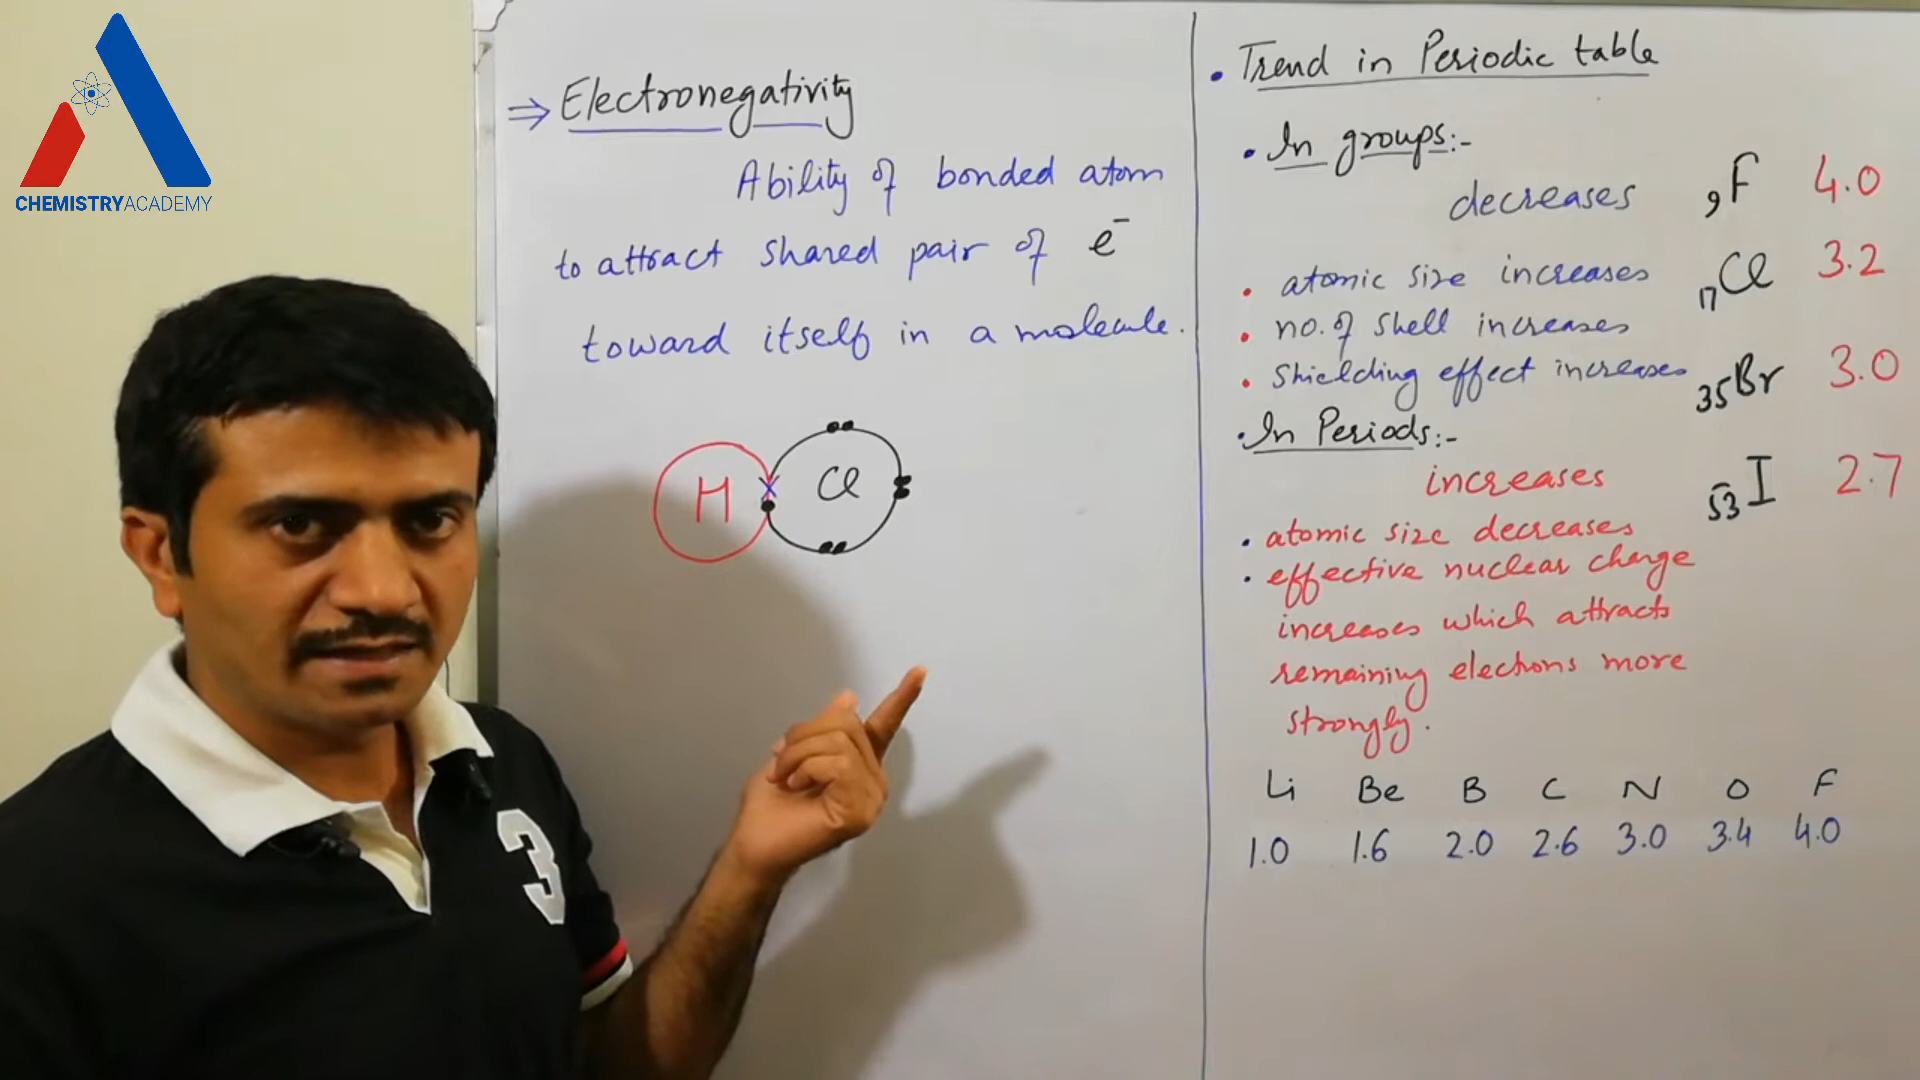 CHEMISTRYACADEMY
⇒ Electronegativity
Ability of bonded atom
to attract shared pair of e⁻
toward itself in a molecule.
H Cl
3
• Trend in Periodic table
• In groups:-
decreases
• atomic size increases
• no. of shell increases
• Shielding effect increases
₉F 4.0
₁₇Cl 3.2
₃₅Br 3.0
₅₃I 2.7
• In Periods:-
increases
• atomic size decreases
• effective nuclear charge
increases which attracts
remaining electrons more
strongly.
Li Be B C N O F
1.0 1.6 2.0 2.6 3.0 3.4 4.0